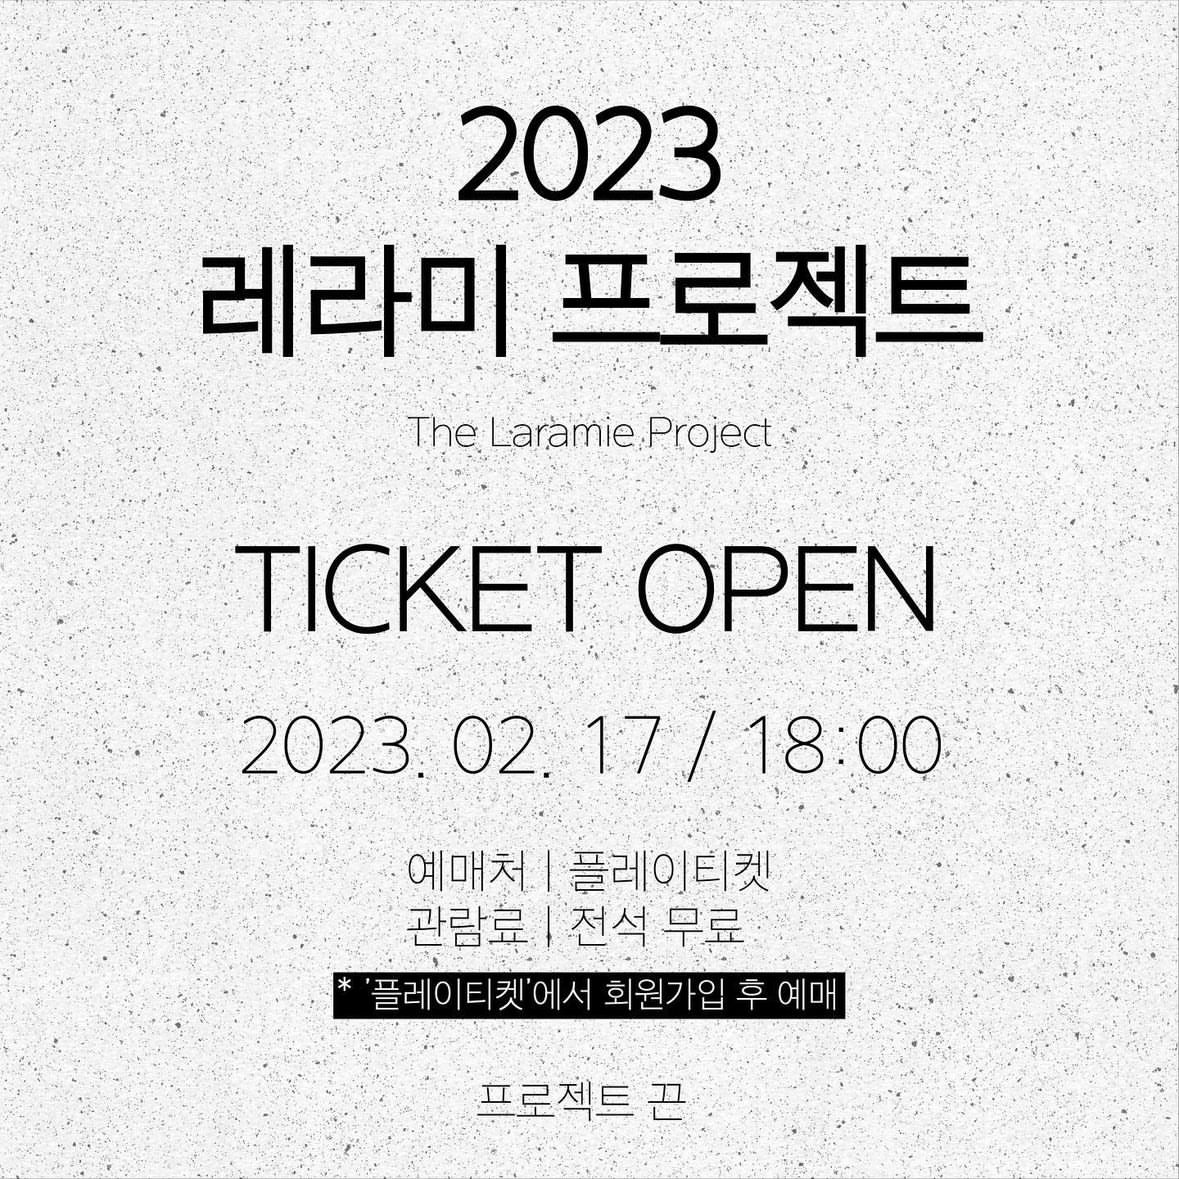 2023
레라미 프로젝트
The Laramie Project
TICKET OPEN
2023. 02. 17 / 18:00
예매처 | 플레이티켓
관람료 | 전석 무료
* '플레이티켓'에서 회원가입 후 예매
프로젝트 끈